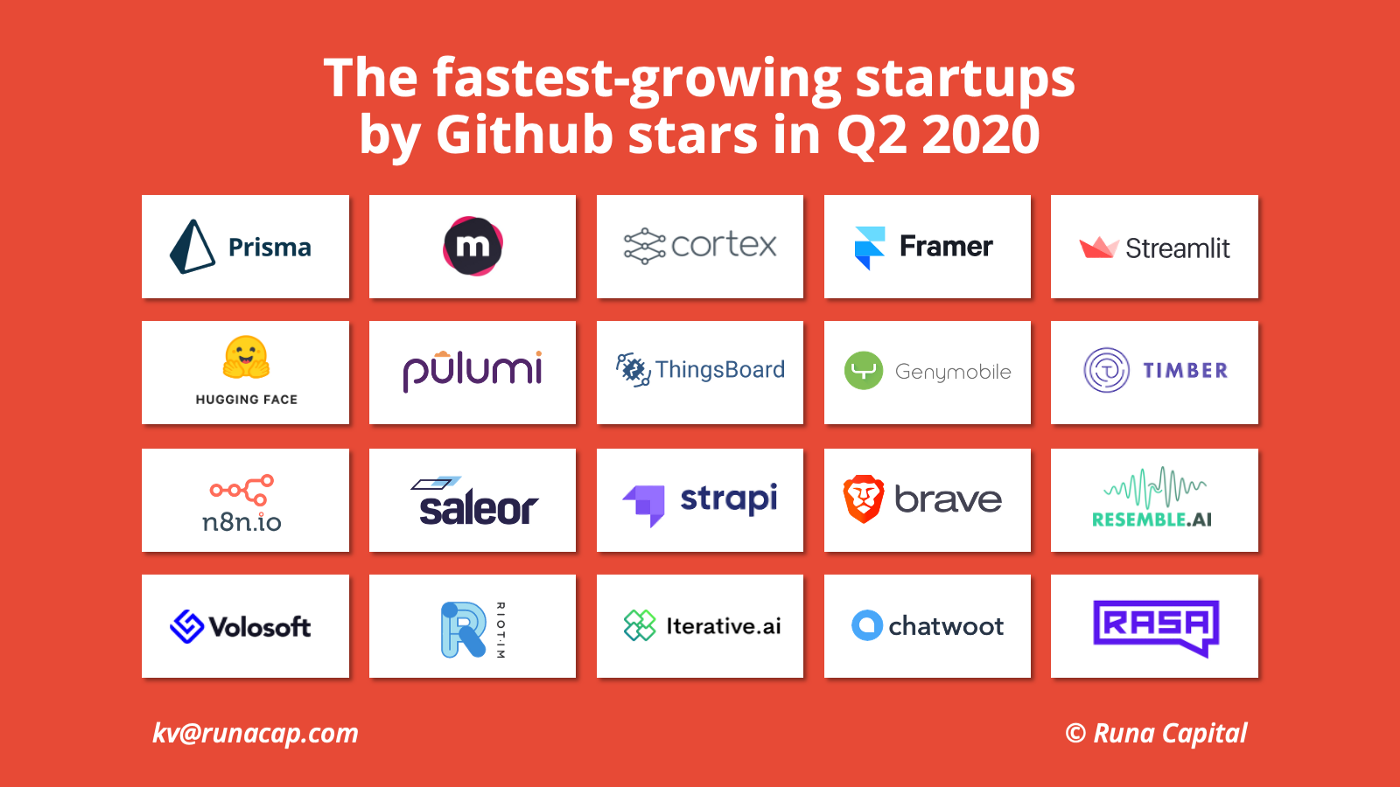 The fastest-growing startups
by Github stars in Q2 2020
Prisma
m
cortex
Framer
Streamlit
HUGGING FACE
pulumi
ThingsBoard
Genymobile
TIMBER
n8n.io
saleor
strapi
brave
RESEMBLE.AI
Volosoft
R RIOT·IM
Iterative.ai
chatwoot
RASA
kv@runacap.com
© Runa Capital